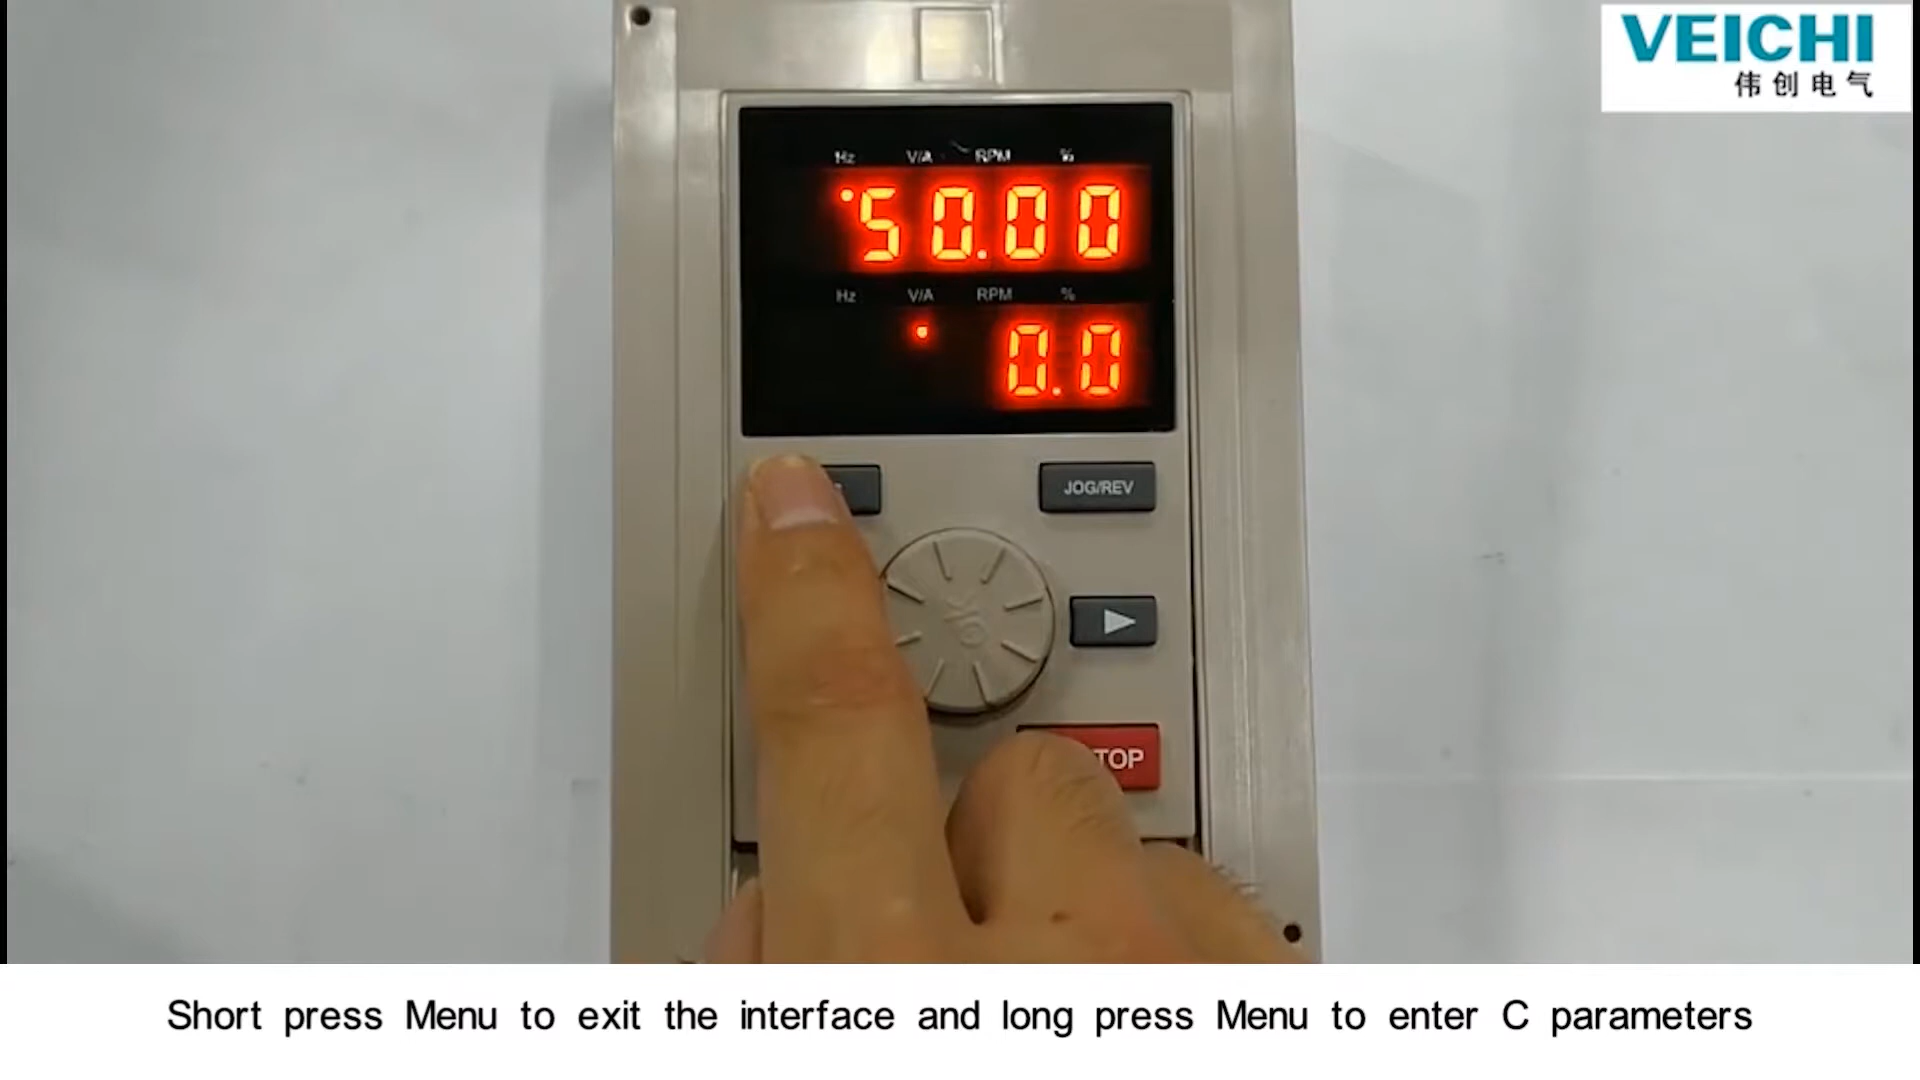 VEICHI
伟创电气
Hz V/A RPM %
50.00
Hz V/A RPM %
0.0
JOG/REV
TOP
Short press Menu to exit the interface and long press Menu to enter C parameters